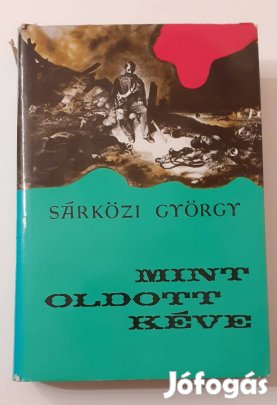 SÁRKÖZI GYÖRGY
MINT
OLDOTT
KÉVE
Jófogás